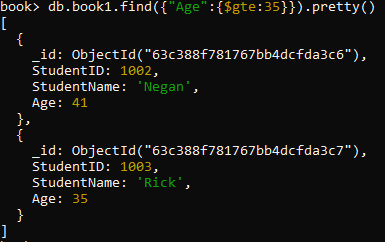 book> db.book1.find({"Age":{$gte:35}}).pretty()
[
  {
    _id: ObjectId("63c388f781767bb4dcfda3c6"),
    StudentID: 1002,
    StudentName: 'Negan',
    Age: 41
  },
  {
    _id: ObjectId("63c388f781767bb4dcfda3c7"),
    StudentID: 1003,
    StudentName: 'Rick',
    Age: 35
  }
]